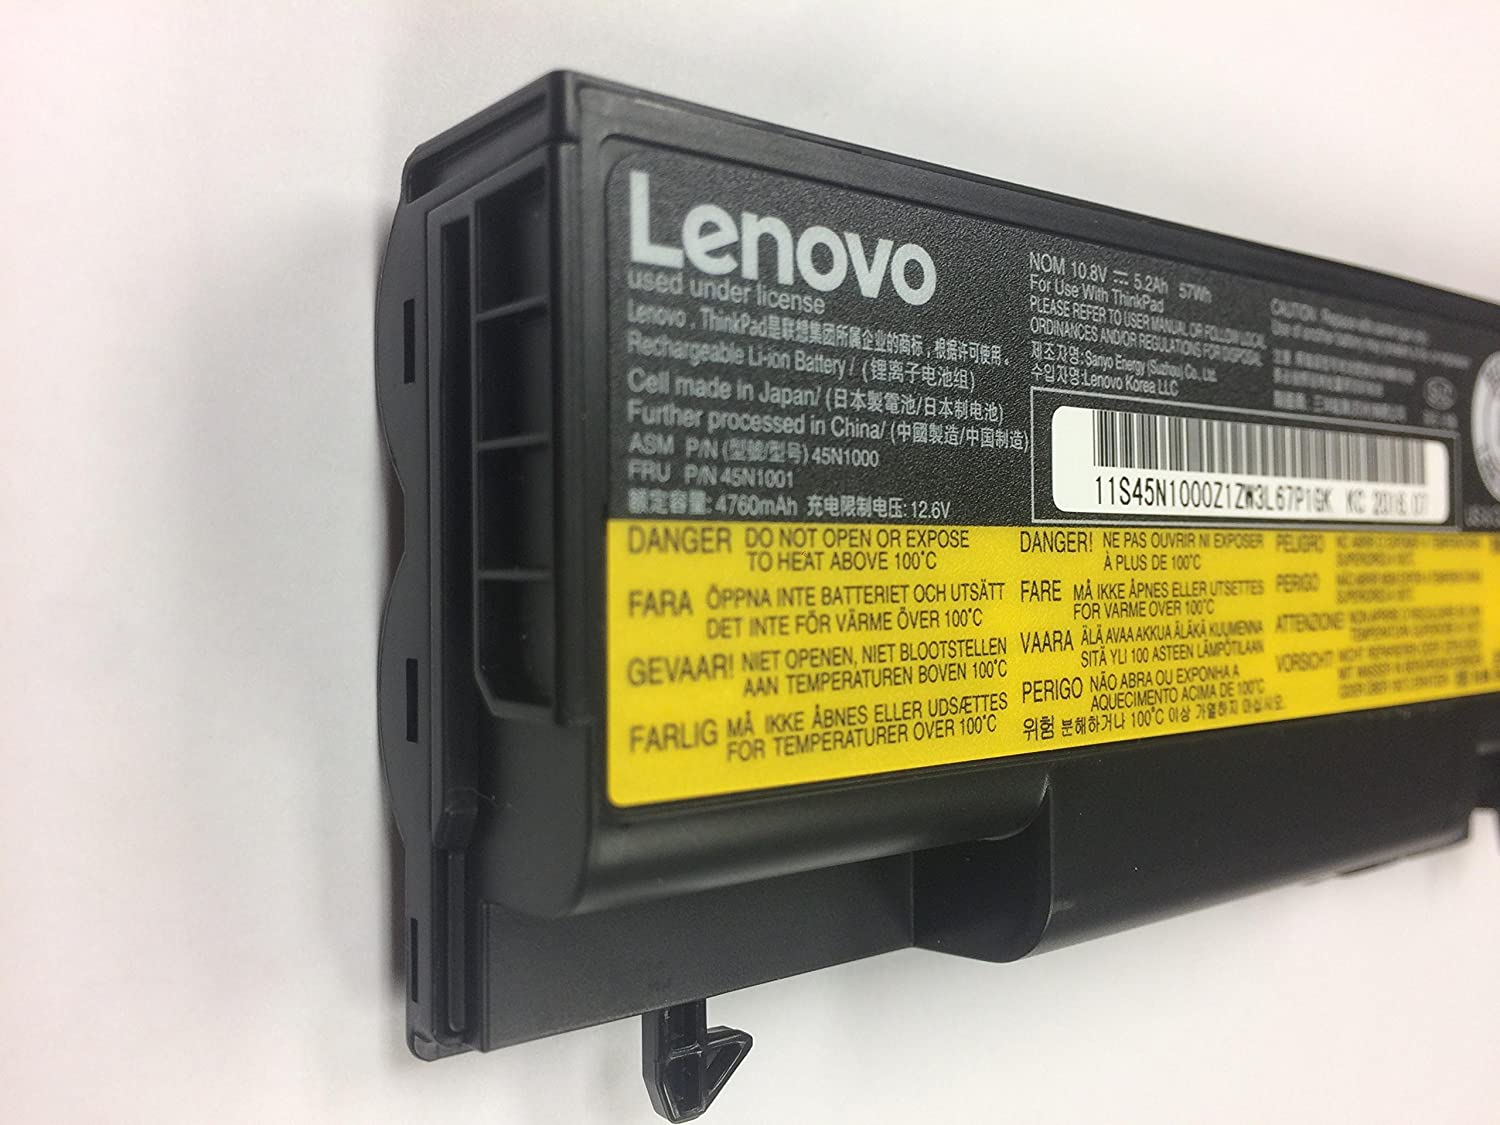 Lenovo
used under license
Lenovo , ThinkPad是联想集团所属企业的商标，根据许可使用。
Rechargeable Li-ion Battery / (锂离子电池组)
Cell made in Japan/ (日本製電池/日本制电池)
Further processed in China/ (中國製造/中国制造)
ASM P/N (型號/型号) 45N1000
FRU P/N 45N1001
额定容量: 4760mAh 充电限制电压: 12.6V
NOM 10.8V ⎓ 5.2Ah 57Wh
For Use With ThinkPad
PLEASE REFER TO USER MANUAL OR FOLLOW LOCAL
ORDINANCES AND/OR REGULATIONS FOR DISPOSAL
제조자명: Sanyo Energy (Suzhou) Co., Ltd.
수입자명: Lenovo Korea LLC
11S45N1000Z1ZW3L67P1GK KC 2016.07
DANGER DO NOT OPEN OR EXPOSE
TO HEAT ABOVE 100°C
FARA ÖPPNA INTE BATTERIET OCH UTSÄTT
DET INTE FÖR VÄRME ÖVER 100°C
GEVAAR! NIET OPENEN, NIET BLOOTSTELLEN
AAN TEMPERATUREN BOVEN 100°C
FARLIG MÅ IKKE ÅBNES ELLER UDSÆTTES
FOR TEMPERATURER OVER 100°C
DANGER! NE PAS OUVRIR NI EXPOSER
À PLUS DE 100°C
FARE MÅ IKKE ÅPNES ELLER UTSETTES
FOR VARME OVER 100°C
VAARA ÄLÄ AVAA AKKUA ÄLÄKÄ KUUMENNA
SITÄ YLI 100 ASTEEN LÄMPÖTILAAN
PERIGO NÃO ABRA OU EXPONHA A
AQUECIMENTO ACIMA DE 100°C
위험 분해하거나 100°C 이상 가열하지 마십시오.
PELIGRO
PERIGO
ATTENZIONE!
VORSICHT